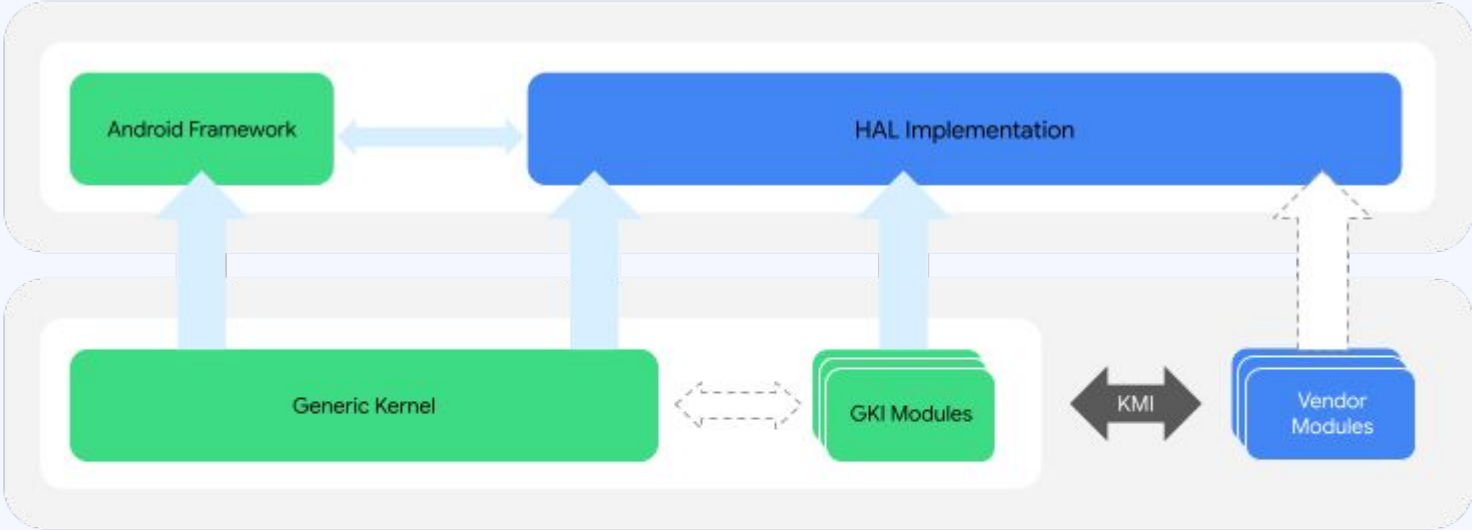 Android Framework
HAL Implementation
Generic Kernel
GKI Modules
KMI
Vendor
Modules